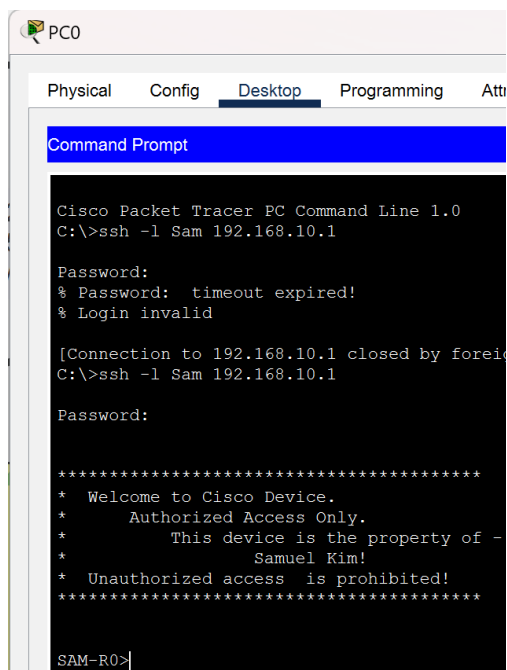 PC0
Physical Config Desktop Programming
Command Prompt
Cisco Packet Tracer PC Command Line 1.0
C:\>ssh -l Sam 192.168.10.1
Password:
% Password:  timeout expired!
% Login invalid
[Connection to 192.168.10.1 closed by
C:\>ssh -l Sam 192.168.10.1
Password:
*****************************************
*  Welcome to Cisco Device.
*      Authorized Access Only.
*          This device is the property of -
*                  Samuel Kim!
*  Unauthorized access  is prohibited!
*****************************************
SAM-R0>